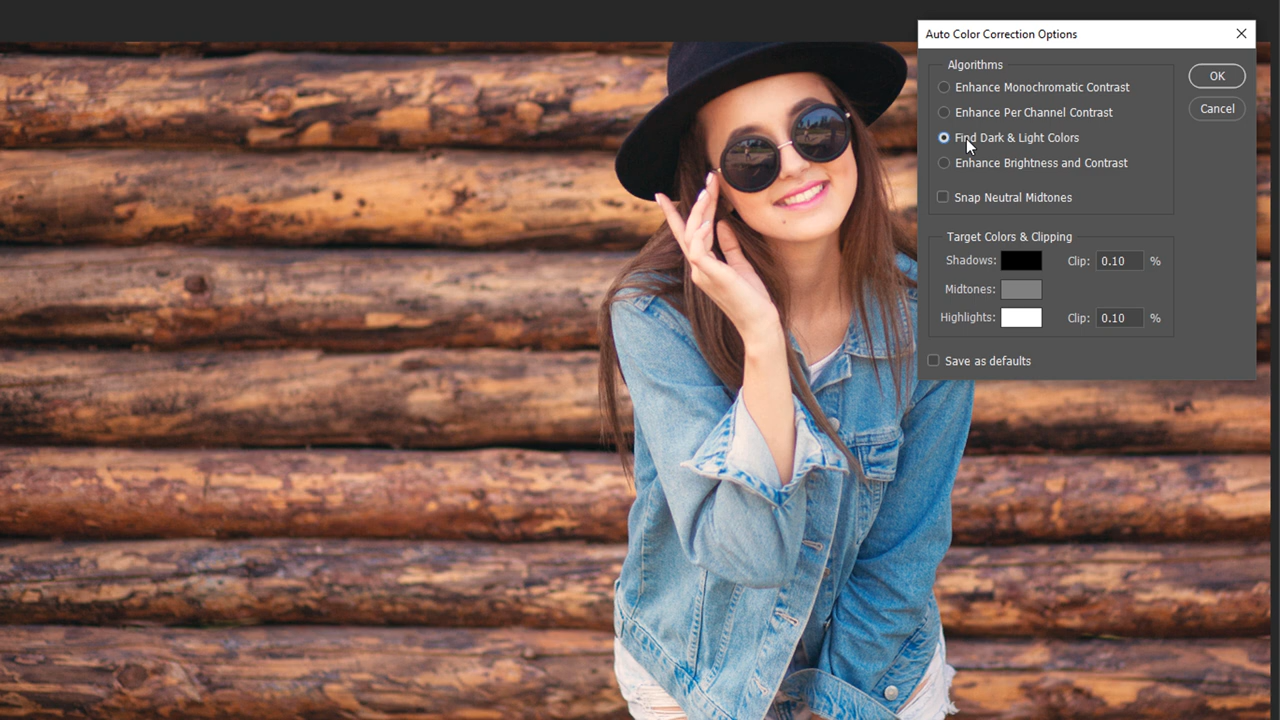 Auto Color Correction Options
Algorithms
OK
Enhance Monochromatic Contrast
Cancel
Enhance Per Channel Contrast
Find Dark & Light Colors
Enhance Brightness and Contrast
Snap Neutral Midtones
Target Colors & Clipping
Shadows: Clip: 0.10 %
Midtones:
Highlights: Clip: 0.10 %
Save as defaults